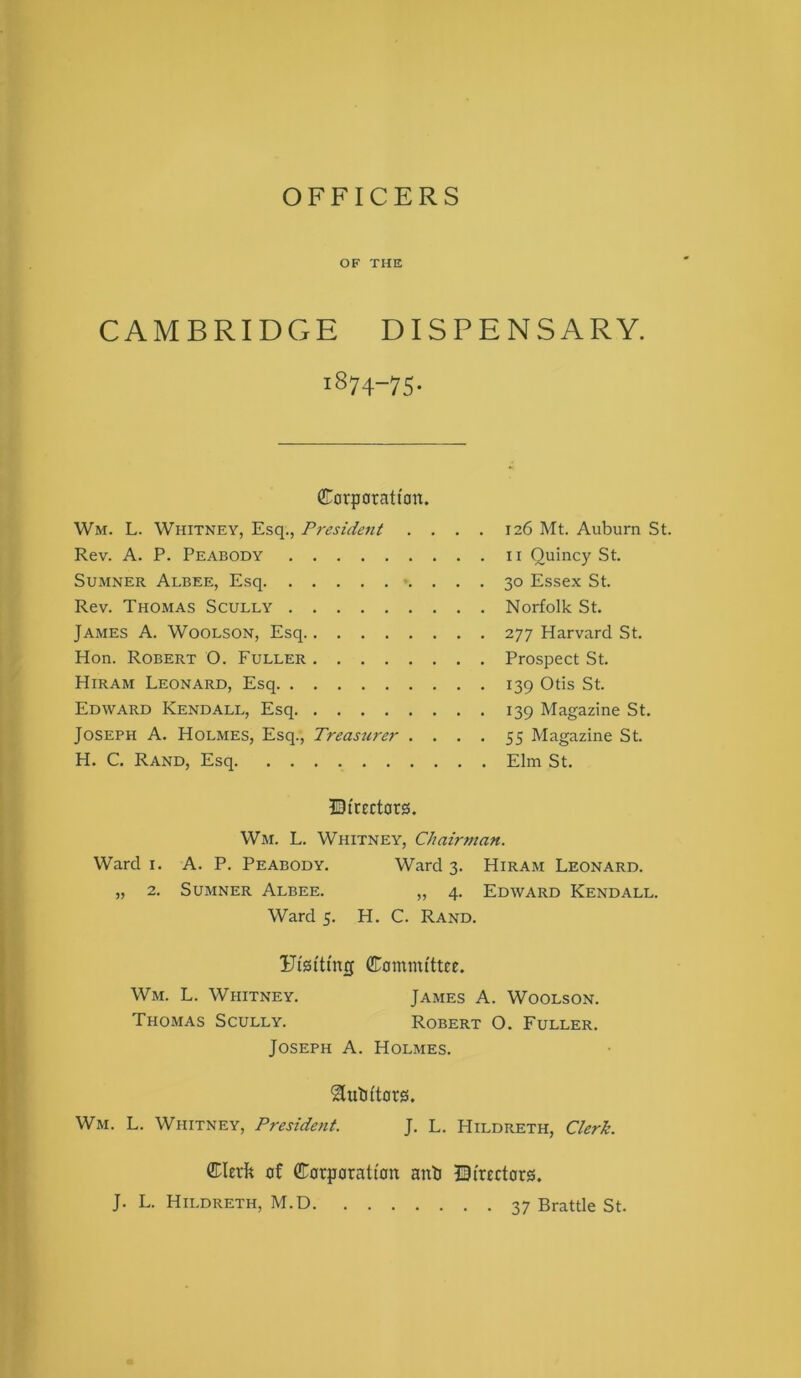 OFFICERS
OF THE
CAMBRIDGE DISPENSARY.
1874-75.
Corporation.
Wm. L. Whitney, Esq., President . . . . 126 Mt. Auburn St.
Rev. A. P. Peabody . . . . . . . . . 11 Quincy St.
Sumner Albee, Esq. . . . . . . . . . 30 Essex St.
Rev. Thomas Scully . . . . . . . . . Norfolk St.
James A. Woolson, Esq. . . . . . . . . 277 Harvard St.
Hon. Robert O. Fuller . . . . . . . . Prospect St.
Hiram Leonard, Esq. . . . . . . . . . 139 Otis St.
Edward Kendall, Esq. . . . . . . . . 139 Magazine St.
Joseph A. Holmes, Esq., Treasurer . . . . 55 Magazine St.
H. C. Rand, Esq. . . . . . . . . . . Elm St.
Directors.
Wm. L. Whitney, Chairman.
Ward 1. A. P. Peabody. Ward 3. Hiram Leonard.
„ 2. Sumner Albee. „ 4. Edward Kendall.
Ward 5. H. C. Rand.
Visiting Committee.
Wm. L. Whitney. James A. Woolson.
Thomas Scully. Robert O. Fuller.
Joseph A. Holmes.
Auditors.
Wm. L. Whitney, President. J. L. Hildreth, Clerk.
Clerk of Corporation and Directors.
J. L. Hildreth, M.D. . . . . . . . 37 Brattle St.